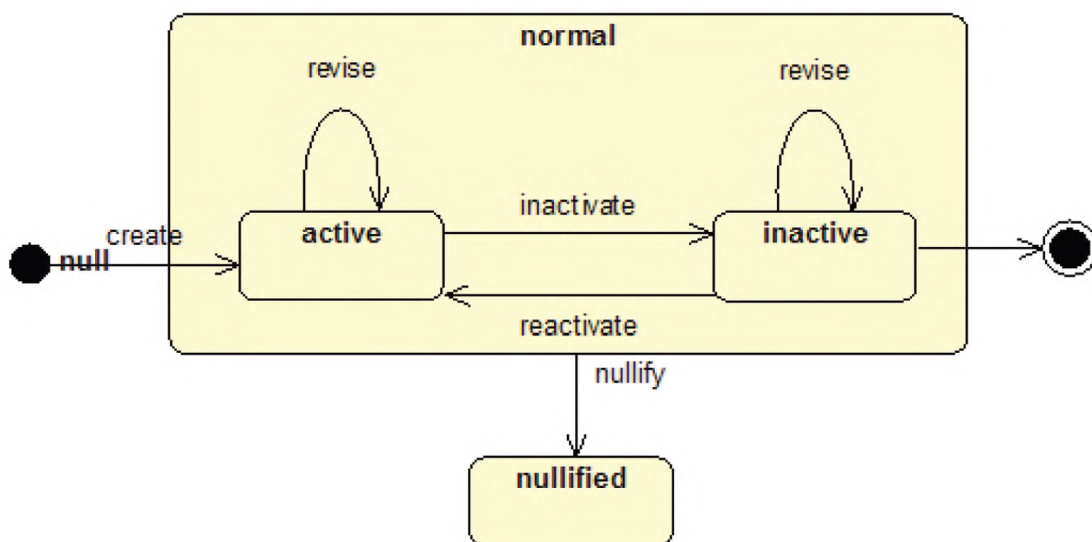 normal
revise
revise
inactivate
create
active
inactive
null
reactivate
nullify
nullified